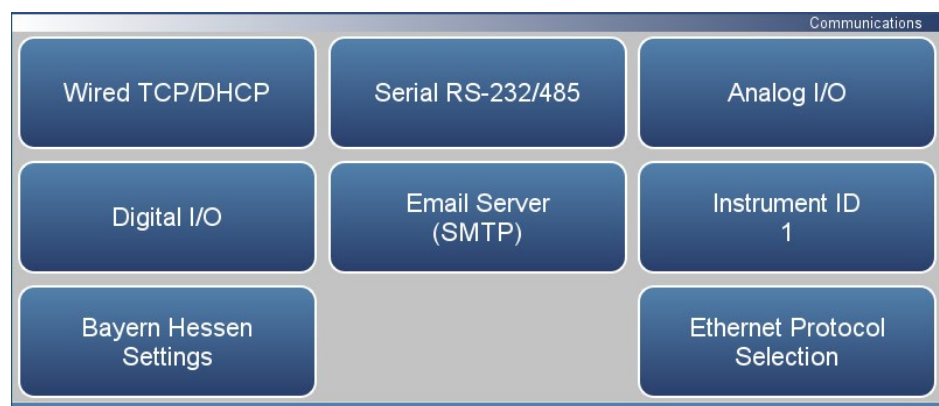 Communications
Wired TCP/DHCP
Serial RS-232/485
Analog I/O
Digital I/O
Email Server
(SMTP)
Instrument ID
1
Bayern Hessen
Settings
Ethernet Protocol
Selection